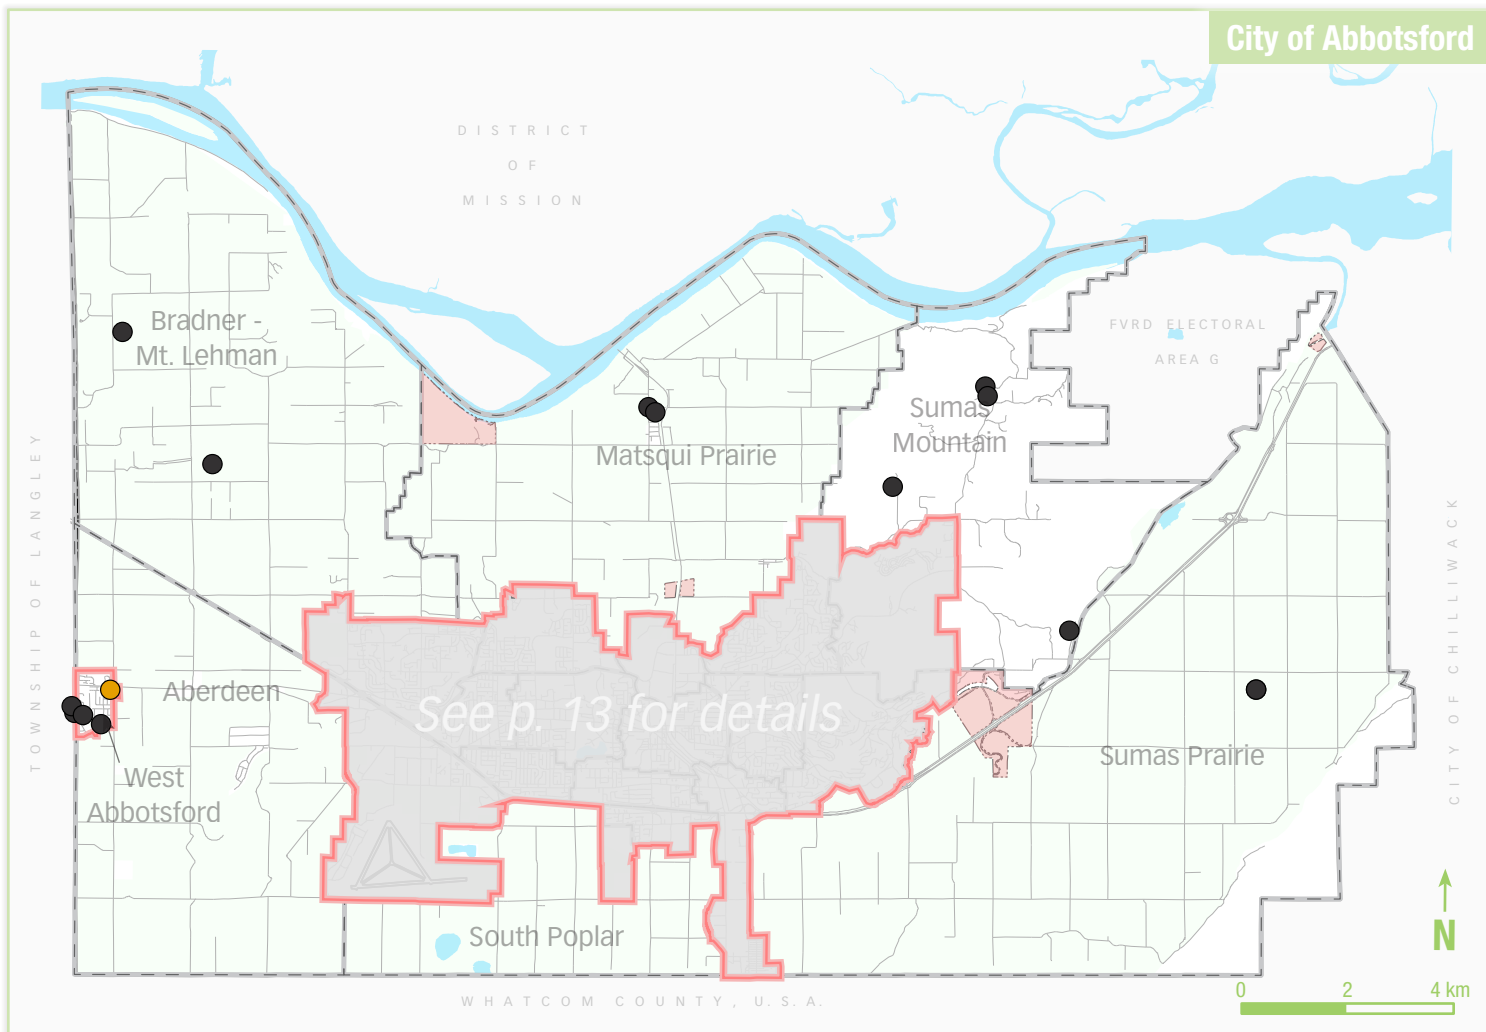 City of Abbotsford
DISTRICT
OF
MISSION
Bradner -
Mt. Lehman
FVRD ELECTORAL
AREA G
Sumas
Mountain
Matsqui Prairie
TOWNSHIP OF LANGLEY
CITY OF CHILLIWACK
Aberdeen
See p. 13 for details
West
Abbotsford
Sumas Prairie
South Poplar
N
WHATCOM COUNTY, U.S.A.
0 2 4 km